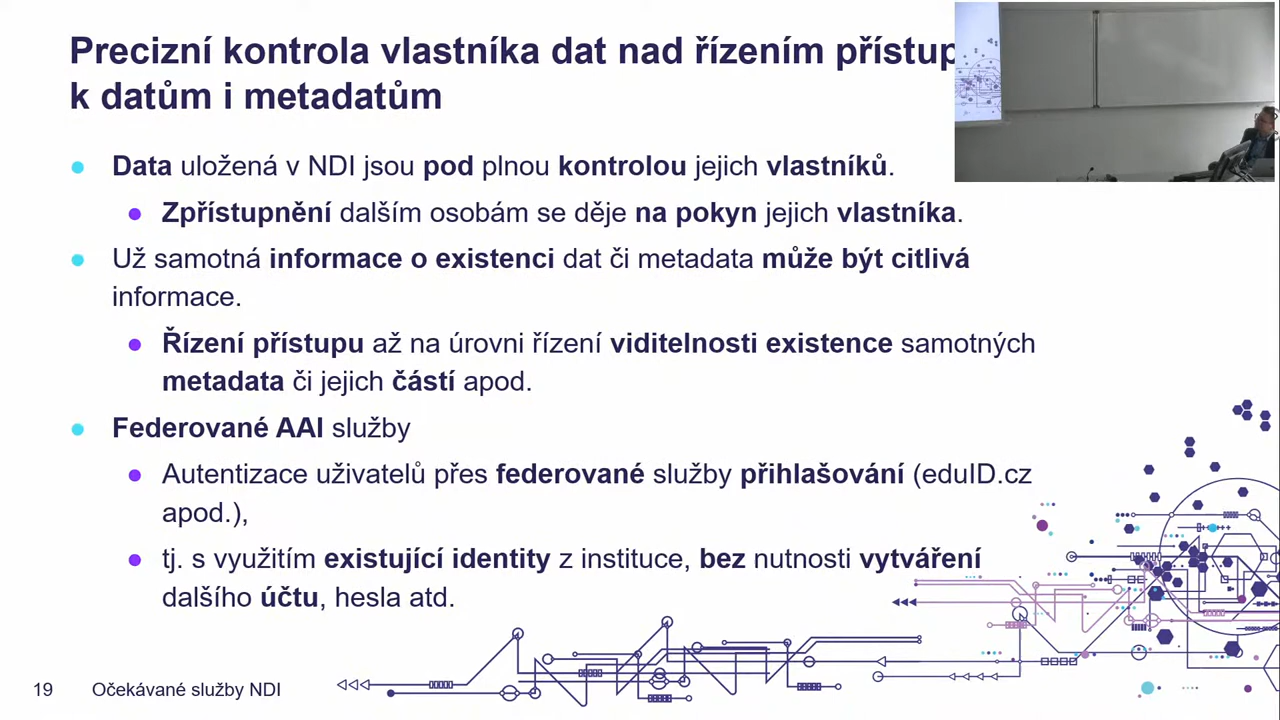 Precizní kontrola vlastníka dat nad řízením přístup
k datům i metadatům
Data uložená v NDI jsou pod plnou kontrolou jejich vlastníků.
Zpřístupnění dalším osobám se děje na pokyn jejich vlastníka.
Už samotná informace o existenci dat či metadata může být citlivá
informace.
Řízení přístupu až na úrovni řízení viditelnosti existence samotných
metadata či jejich částí apod.
Federované AAI služby
Autentizace uživatelů přes federované služby přihlašování (eduID.cz
apod.),
tj. s využitím existující identity z instituce, bez nutnosti vytváření
dalšího účtu, hesla atd.
19 Očekávané služby NDI